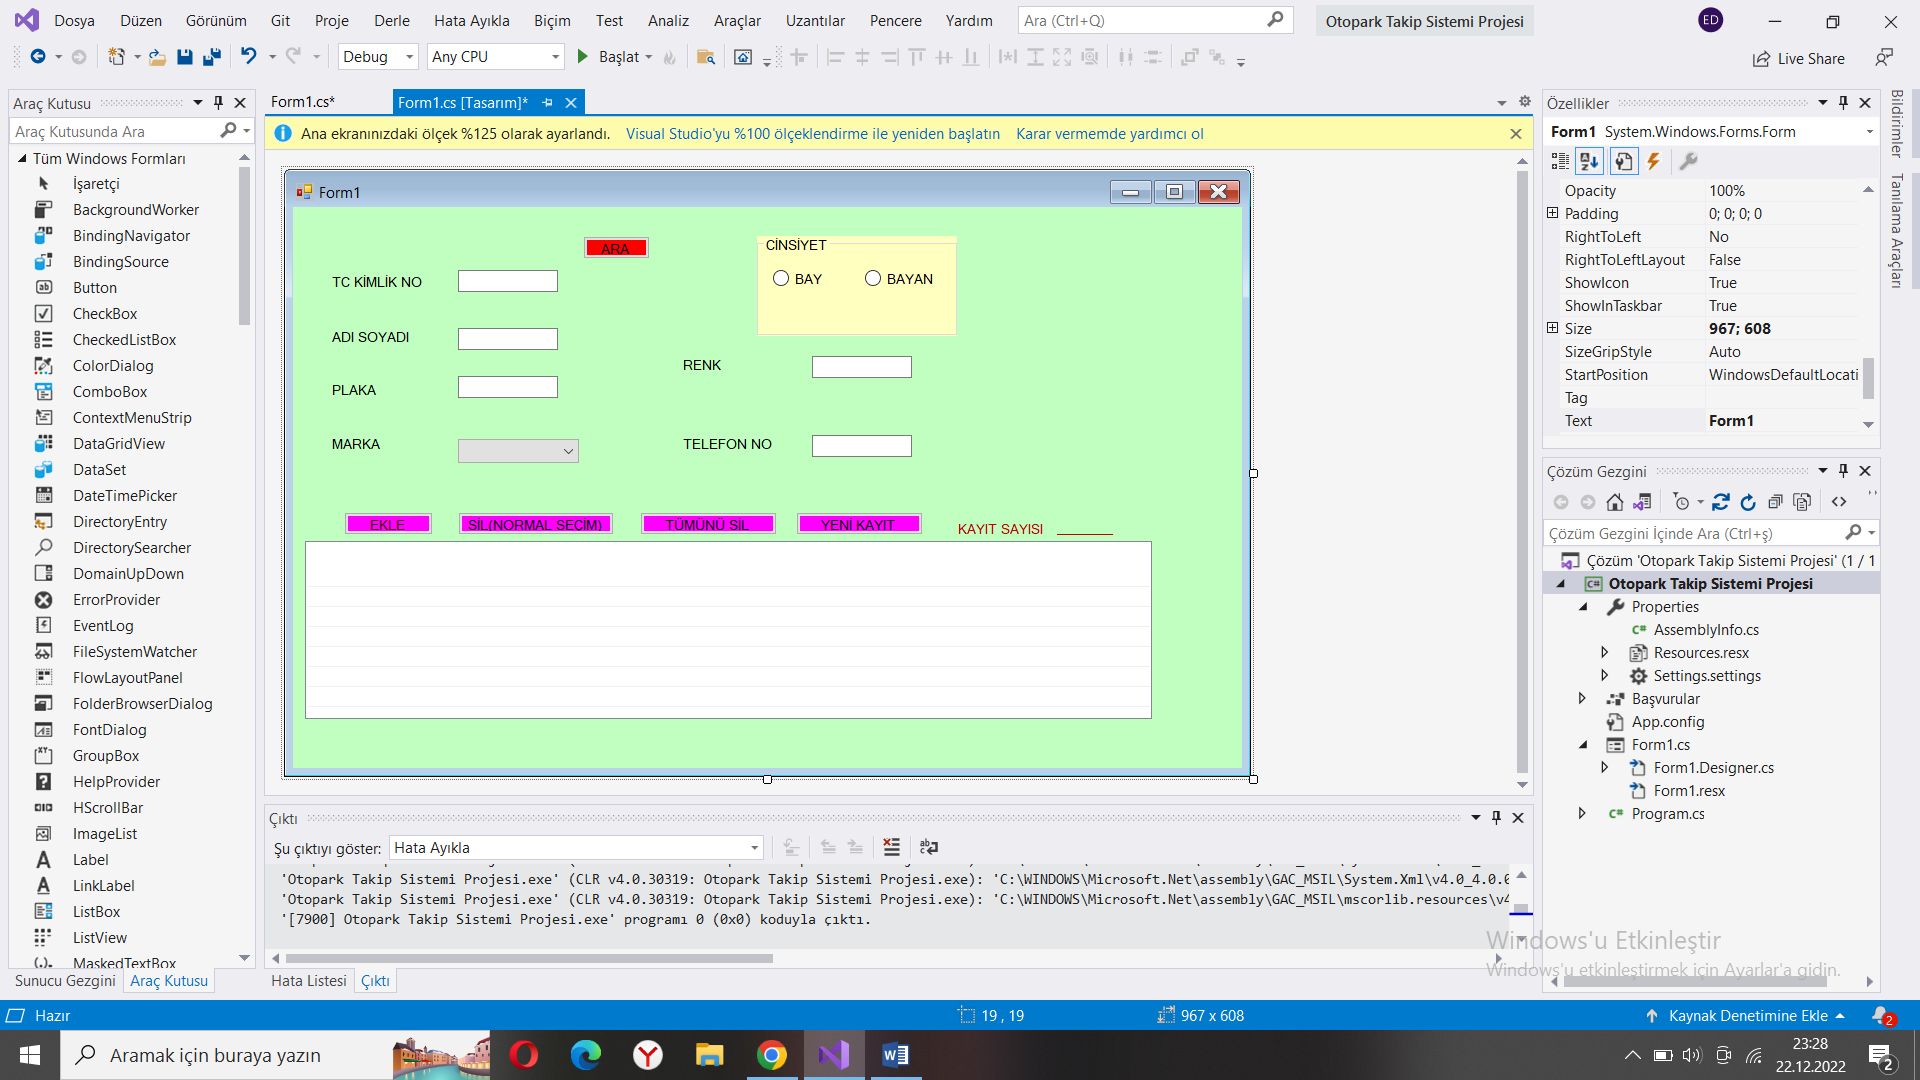 Dosya Düzen Görünüm Git Proje Derle Hata Ayıkla Biçim Test Analiz Araçlar Uzantılar Pencere Yardım Ara (Ctrl+Q) Otopark Takip Sistemi Projesi ED
Debug Any CPU Başlat Live Share
Araç Kutusu
Araç Kutusunda Ara
Tüm Windows Formları
İşaretçi
BackgroundWorker
BindingNavigator
BindingSource
Button
CheckBox
CheckedListBox
ColorDialog
ComboBox
ContextMenuStrip
DataGridView
DataSet
DateTimePicker
DirectoryEntry
DirectorySearcher
DomainUpDown
ErrorProvider
EventLog
FileSystemWatcher
FlowLayoutPanel
FolderBrowserDialog
FontDialog
GroupBox
HelpProvider
HScrollBar
ImageList
Label
LinkLabel
ListBox
ListView
MaskedTextBox
Sunucu Gezgini Araç Kutusu
Form1.cs* Form1.cs [Tasarım]*
Ana ekranınızdaki ölçek %125 olarak ayarlandı. Visual Studio'yu %100 ölçeklendirme ile yeniden başlatın Karar vermemde yardımcı ol
Form1
ARA
CİNSİYET
TC KİMLİK NO
BAY BAYAN
ADI SOYADI
RENK
PLAKA
MARKA
TELEFON NO
EKLE SİL(NORMAL SECİM) TÜMÜNÜ SİL YENİ KAYIT KAYIT SAYISI _______
Çıktı
Şu çıktıyı göster: Hata Ayıkla
'Otopark Takip Sistemi Projesi.exe' (CLR v4.0.30319: Otopark Takip Sistemi Projesi.exe): 'C:\WINDOWS\Microsoft.Net\assembly\GAC_MSIL\System.Xml\v4.0_4.0.0
'Otopark Takip Sistemi Projesi.exe' (CLR v4.0.30319: Otopark Takip Sistemi Projesi.exe): 'C:\WINDOWS\Microsoft.Net\assembly\GAC_MSIL\mscorlib.resources\v4
'[7900] Otopark Takip Sistemi Projesi.exe' programı 0 (0x0) koduyla çıktı.
Hata Listesi Çıktı
Özellikler
Form1 System.Windows.Forms.Form
Opacity 100%
Padding 0; 0; 0; 0
RightToLeft No
RightToLeftLayout False
ShowIcon True
ShowInTaskbar True
Size 967; 608
SizeGripStyle Auto
StartPosition WindowsDefaultLocati
Tag
Text Form1
Çözüm Gezgini
Çözüm Gezgini İçinde Ara (Ctrl+ş)
Çözüm 'Otopark Takip Sistemi Projesi' (1 / 1
Otopark Takip Sistemi Projesi
Properties
AssemblyInfo.cs
Resources.resx
Settings.settings
Başvurular
App.config
Form1.cs
Form1.Designer.cs
Form1.resx
Program.cs
Bildirimler
Tanılama Araçları
Windows'u Etkinleştir
Windows'u etkinleştirmek için Ayarlar'a gidin.
Hazır 19 , 19 967 x 608 Kaynak Denetimine Ekle 2
Aramak için buraya yazın
23:28
22.12.2022
2